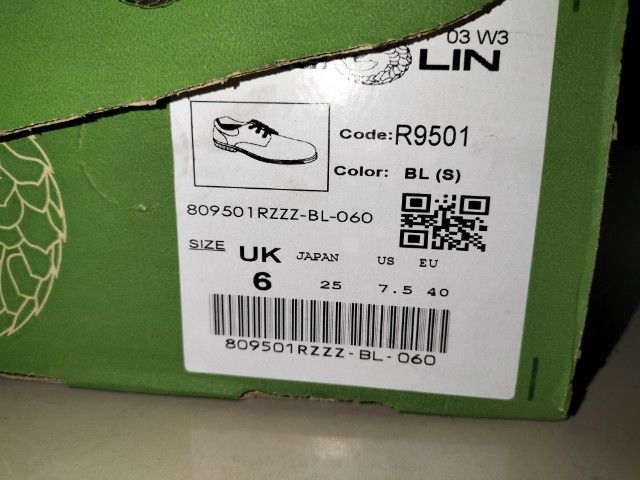 03 W3
LIN
Code:R9501
Color: BL (S)
809501RZZZ-BL-060
SIZE UK JAPAN US EU
6 25 7.5 40
809501RZZZ-BL-060